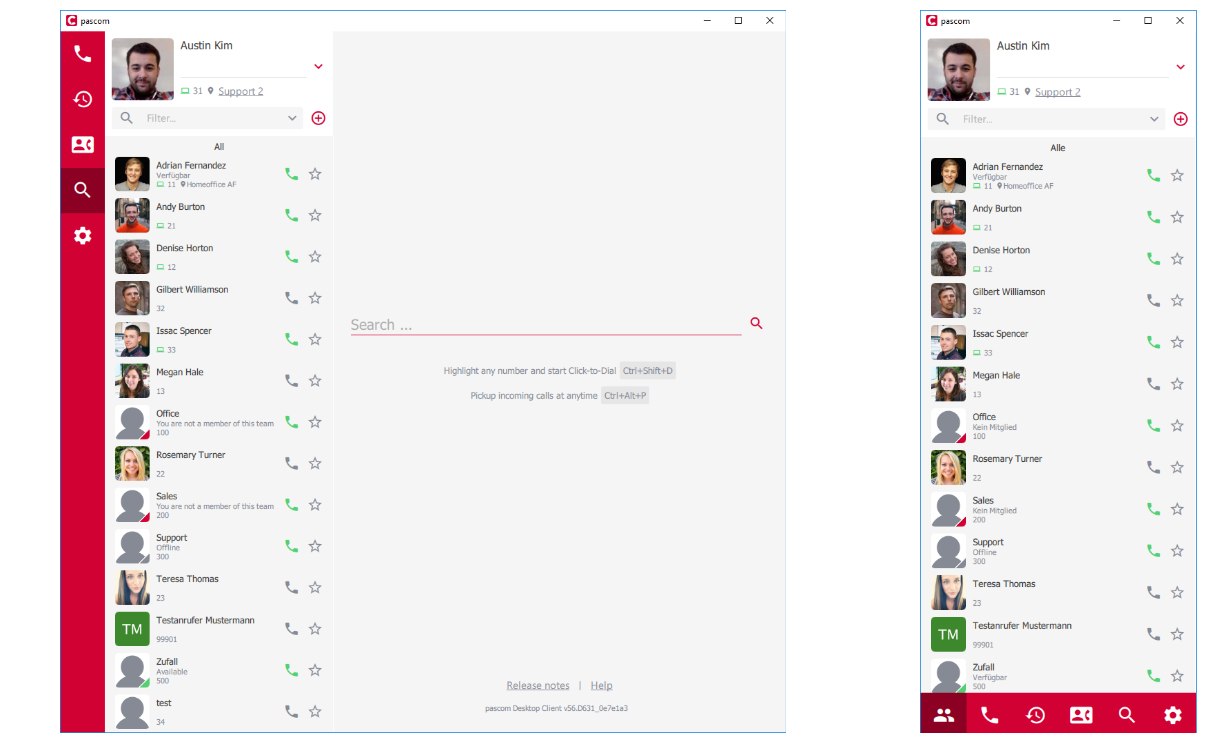 pascom
Austin Kim
31 Support 2
Filter...
All
Adrian Fernandez
Verfügbar
11 Homeoffice AF
Andy Burton
21
Denise Horton
12
Gilbert Williamson
32
Issac Spencer
33
Megan Hale
13
Office
You are not a member of this team
100
Rosemary Turner
22
Sales
You are not a member of this team
200
Support
Offline
300
Teresa Thomas
23
TM
Testanrufer Mustermann
99901
Zufall
Available
500
test
34
Search ...
Highlight any number and start Click-to-Dial Ctrl+Shift+D
Pickup incoming calls at anytime Ctrl+Alt+P
Release notes | Help
pascom Desktop Client v56.D631_0e7e1a3
pascom
Austin Kim
31 Support 2
Filter...
Alle
Adrian Fernandez
Verfügbar
11 Homeoffice AF
Andy Burton
21
Denise Horton
12
Gilbert Williamson
32
Issac Spencer
33
Megan Hale
13
Office
Kein Mitglied
100
Rosemary Turner
22
Sales
Kein Mitglied
200
Support
Offline
300
Teresa Thomas
23
TM
Testanrufer Mustermann
99901
Zufall
Verfügbar
500